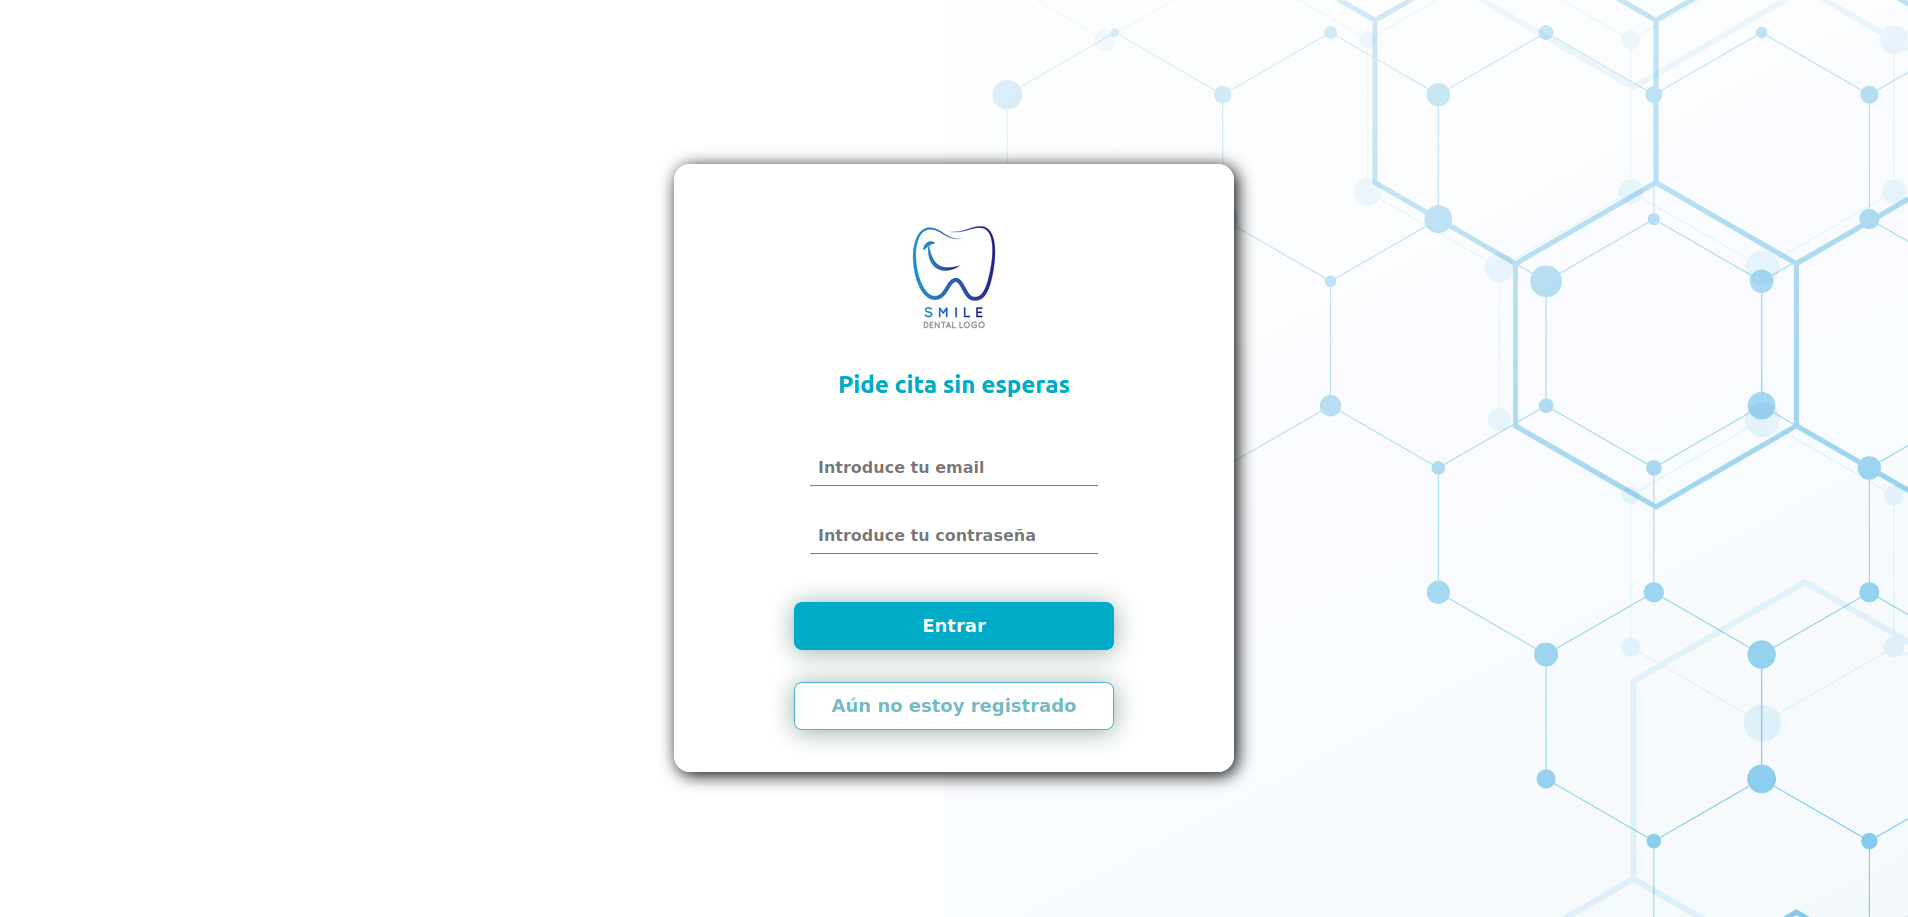 SMILE
DENTAL LOGO
Pide cita sin esperas
Introduce tu email
Introduce tu contraseña
Entrar
Aún no estoy registrado